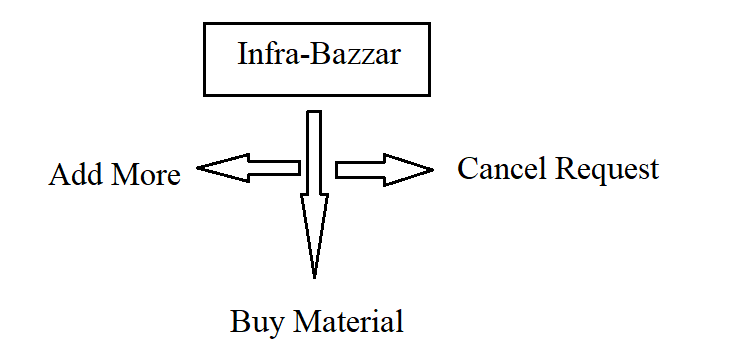 Infra-Bazzar
Add More
Cancel Request
Buy Material